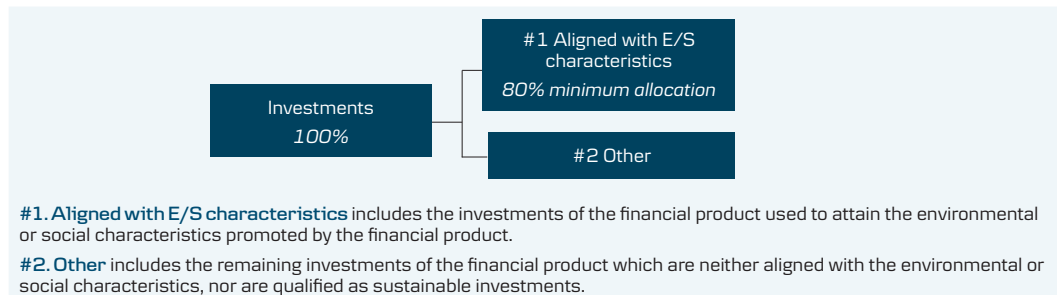 #1 Aligned with E/S
characteristics
80% minimum allocation
Investments
100%
#2 Other
#1. Aligned with E/S characteristics includes the investments of the financial product used to attain the environmental
or social characteristics promoted by the financial product.
#2. Other includes the remaining investments of the financial product which are neither aligned with the environmental or
social characteristics, nor are qualified as sustainable investments.